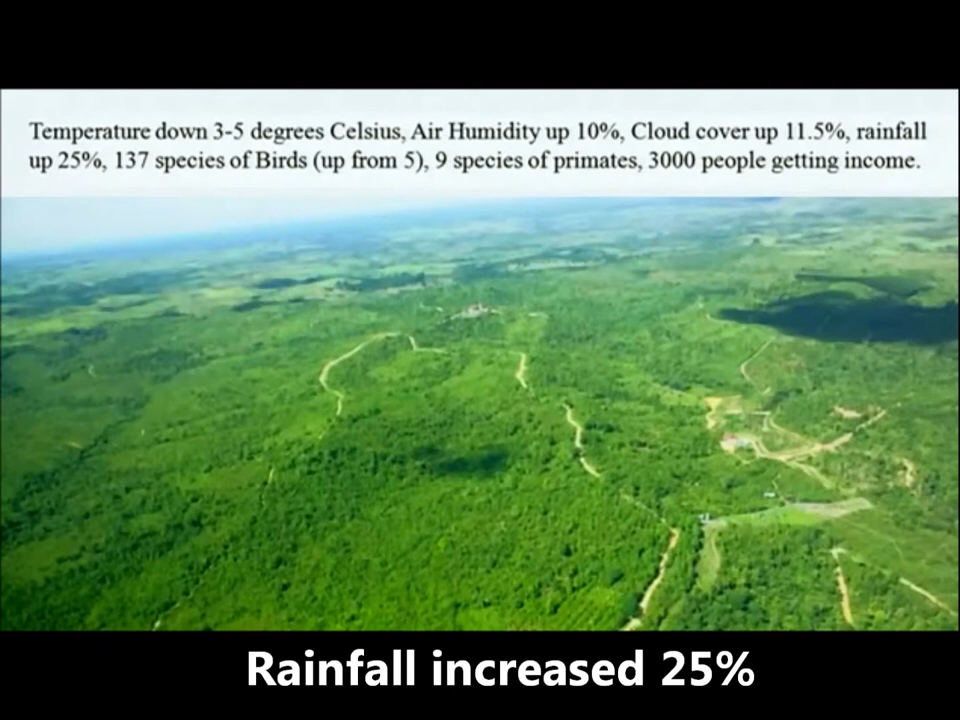 Temperature down 3-5 degrees Celsius, Air Humidity up 10%, Cloud cover up 11.5%, rainfall
up 25%, 137 species of Birds (up from 5), 9 species of primates, 3000 people getting income.
Rainfall increased 25%